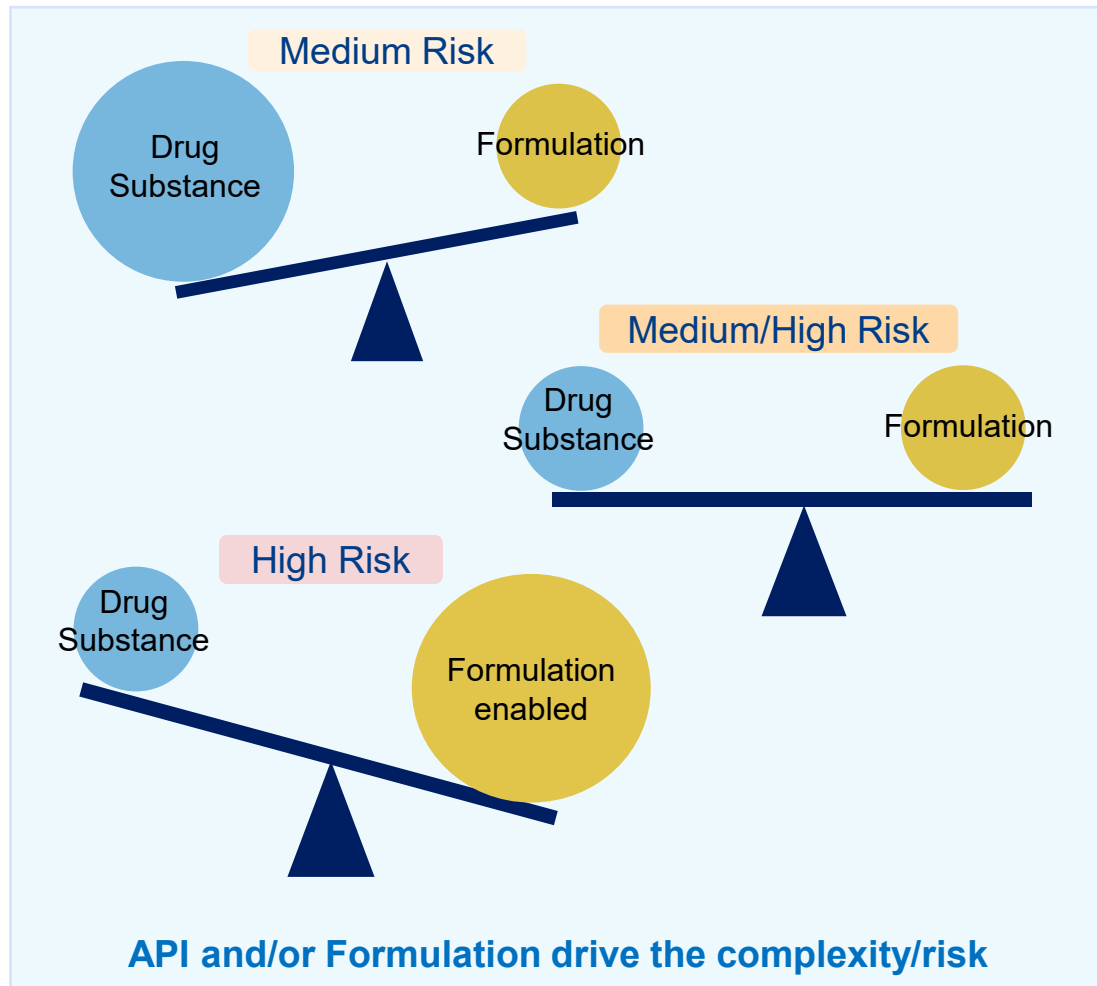 Medium Risk
Drug
Substance
Formulation
Medium/High Risk
Drug
Substance
Formulation
High Risk
Drug
Substance
Formulation
enabled
API and/or Formulation drive the complexity/risk